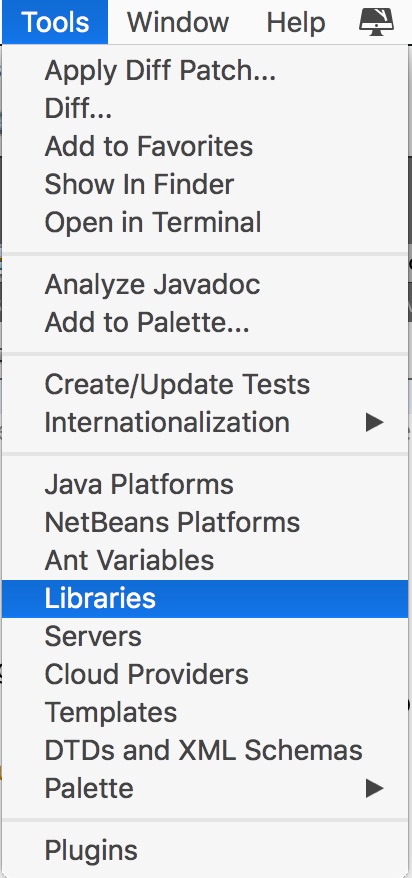 Tools Window Help
Apply Diff Patch...
Diff...
Add to Favorites
Show In Finder
Open in Terminal
Analyze Javadoc
Add to Palette...
Create/Update Tests
Internationalization
Java Platforms
NetBeans Platforms
Ant Variables
Libraries
Servers
Cloud Providers
Templates
DTDs and XML Schemas
Palette
Plugins